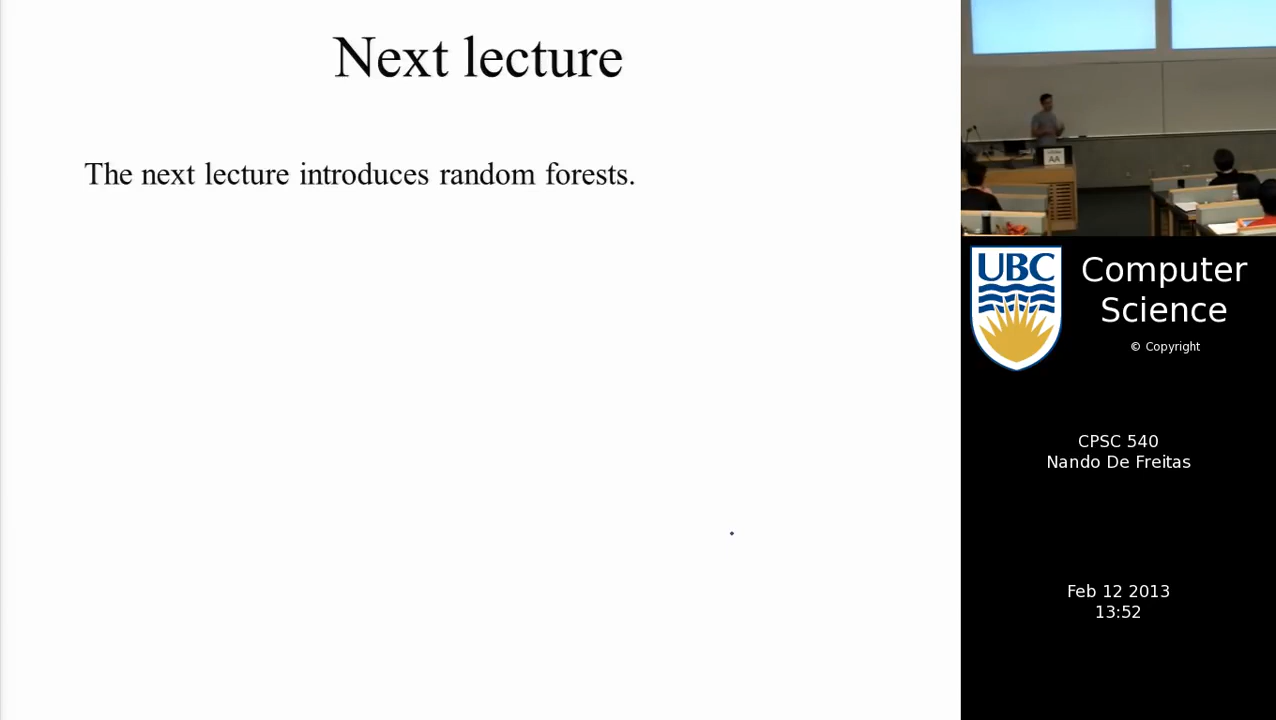 Next lecture
The next lecture introduces random forests.
AA
UBC
Computer
Science
© Copyright
CPSC 540
Nando De Freitas
Feb 12 2013
13:52